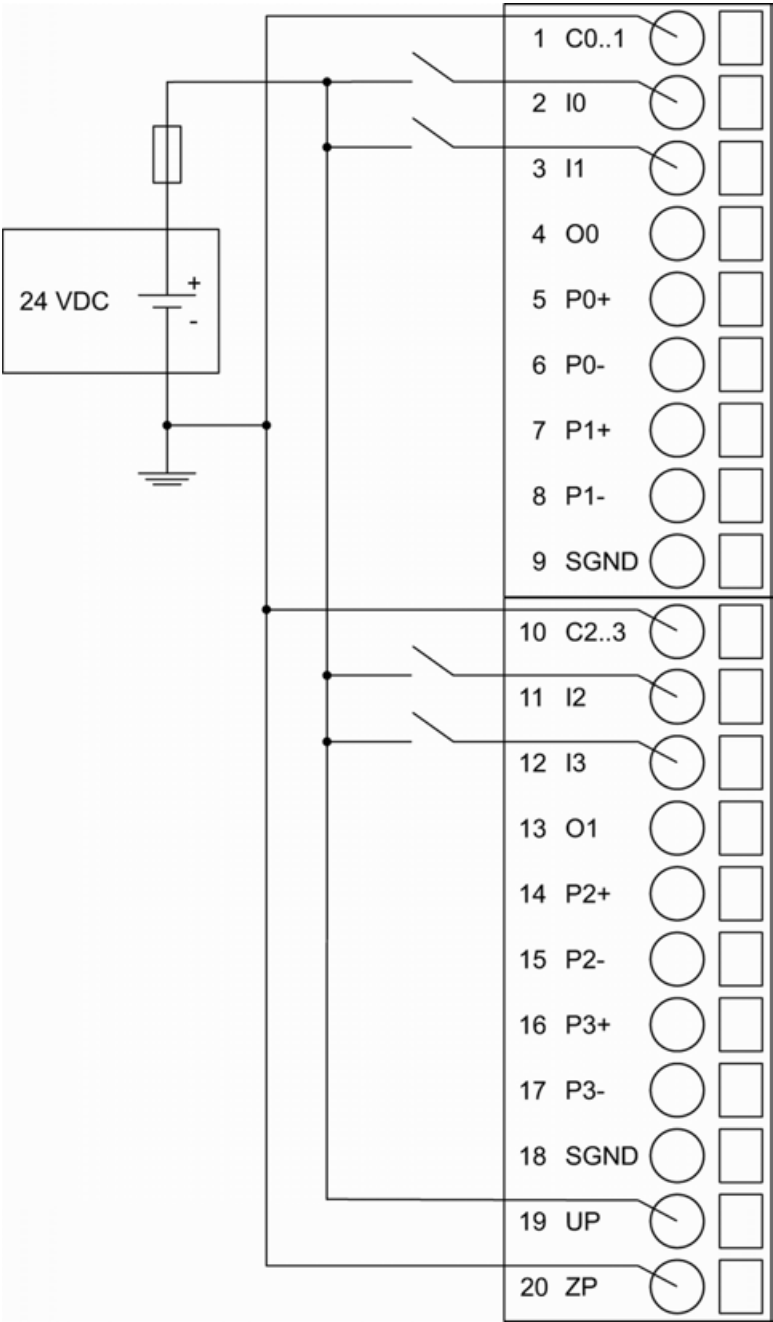 1 C0..1
2 I0
3 I1
4 O0
5 P0+
6 P0-
7 P1+
8 P1-
9 SGND
24 VDC
+
-
10 C2..3
11 I2
12 I3
13 O1
14 P2+
15 P2-
16 P3+
17 P3-
18 SGND
19 UP
20 ZP